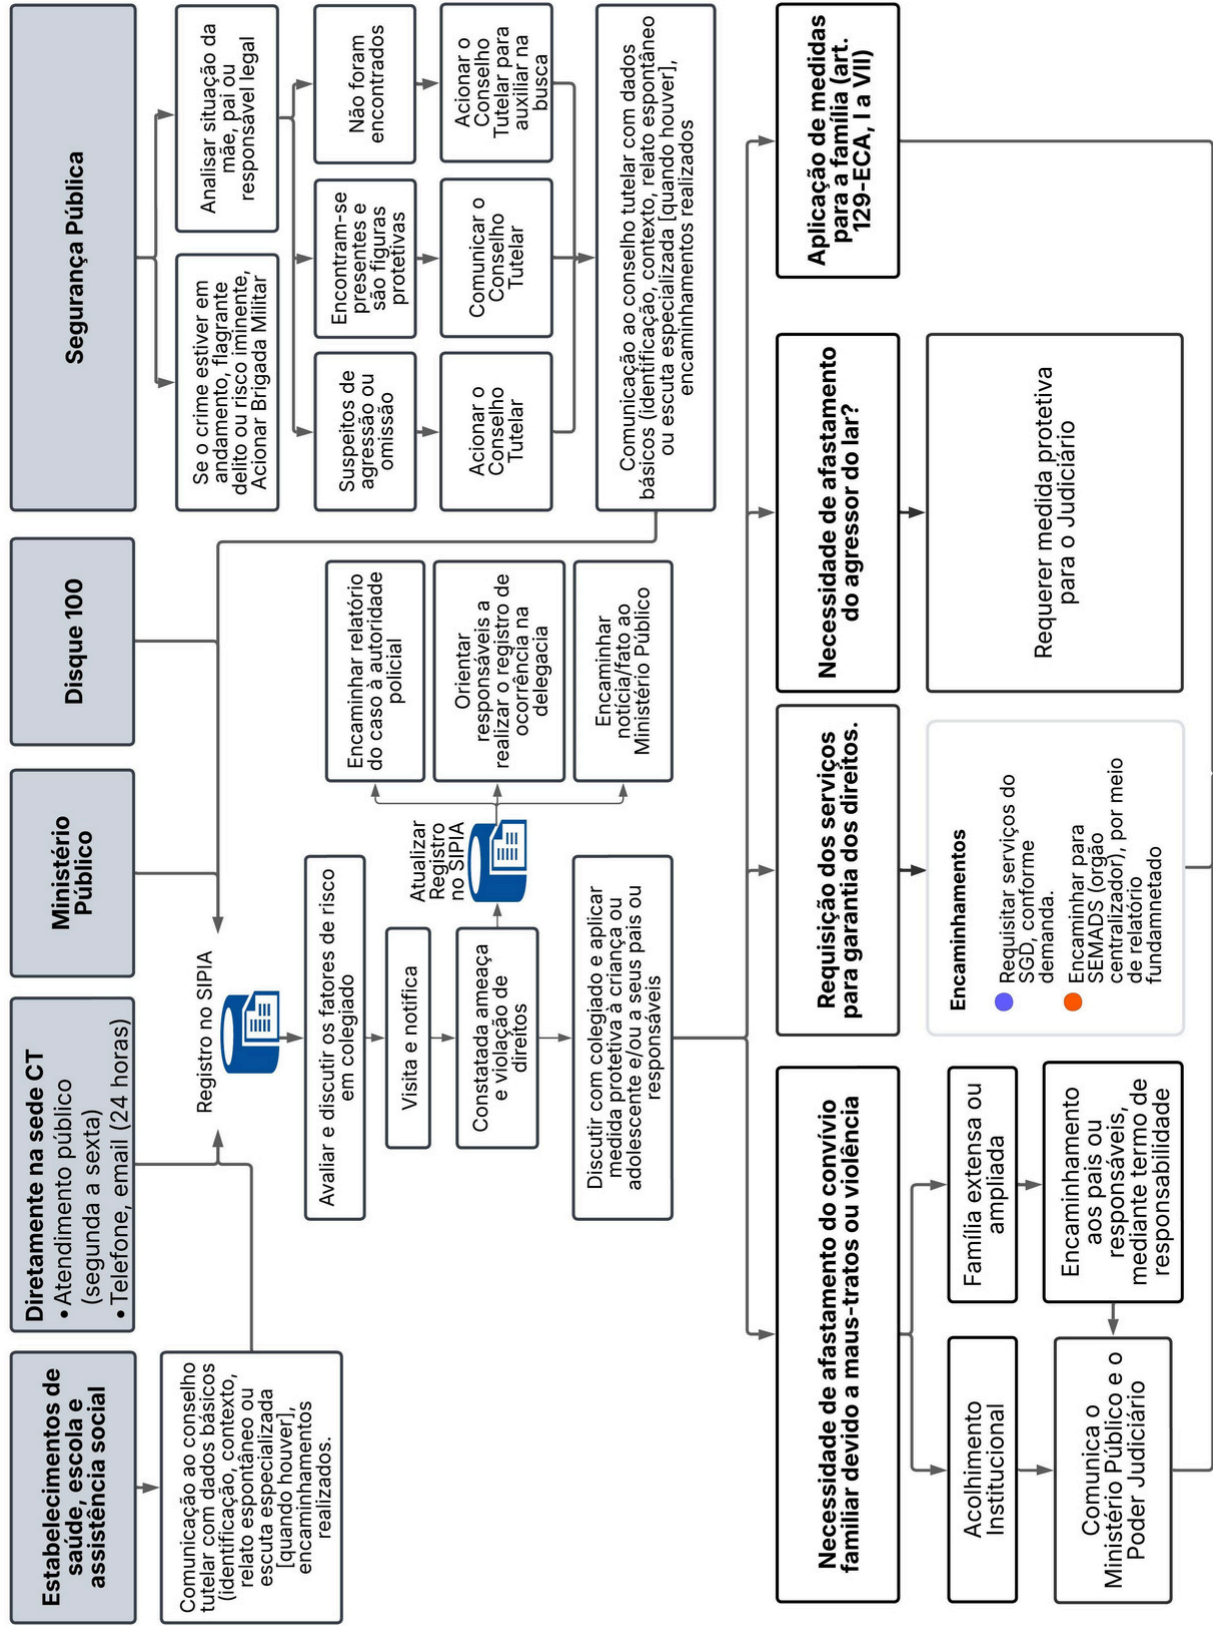 Estabelecimentos de
saúde, escola e
assistência social
Diretamente na sede CT
• Atendimento público
(segunda a sexta)
• Telefone, email (24 horas)
Ministério
Público
Disque 100
Segurança Pública
Comunicação ao conselho
tutelar com dados básicos
(identificação, contexto,
relato espontâneo ou
escuta especializada
[quando houver],
encaminhamentos
realizados.
Se o crime estiver em
andamento, flagrante
delito ou risco iminente,
Acionar Brigada Militar
Analisar situação da
mãe, pai ou
responsável legal
Suspeitos de
agressão ou
omissão
Encontram-se
presentes e
são figuras
protetivas
Não foram
encontrados
Acionar o
Conselho
Tutelar
Comunicar o
Conselho
Tutelar
Acionar o
Conselho
Tutelar para
auxiliar na
busca
Comunicação ao conselho tutelar com dados
básicos (identificação, contexto, relato espontâneo
ou escuta especializada [quando houver],
encaminhamentos realizados
Registro no SIPIA
Avaliar e discutir os fatores de risco
em colegiado
Visita e notifica
Constatada ameaça
e violação de
direitos
Atualizar
Registro
no SIPIA
Encaminhar relatório
do caso à autoridade
policial
Orientar
responsáveis a
realizar o registro de
ocorrência na
delegacia
Encaminhar
notícia/fato ao
Ministério Público
Discutir com colegiado e aplicar
medida protetiva à criança ou
adolescente e/ou a seus pais ou
responsáveis
Necessidade de afastamento do convívio
familiar devido a maus-tratos ou violência
Requisição dos serviços
para garantia dos direitos.
Necessidade de afastamento
do agressor do lar?
Aplicação de medidas
para a família (art.
129-ECA, I a VII)
Acolhimento
Institucional
Família extensa ou
ampliada
Comunica o
Ministério Público e o
Poder Judiciário
Encaminhamento
aos pais ou
responsáveis,
mediante termo de
responsabilidade
Encaminhamentos
Requisitar serviços do
SGD, conforme
demanda.
Encaminhar para
SEMADS (orgão
centralizador), por meio
de relatório
fundamnetado
Requerer medida protetiva
para o Judiciário